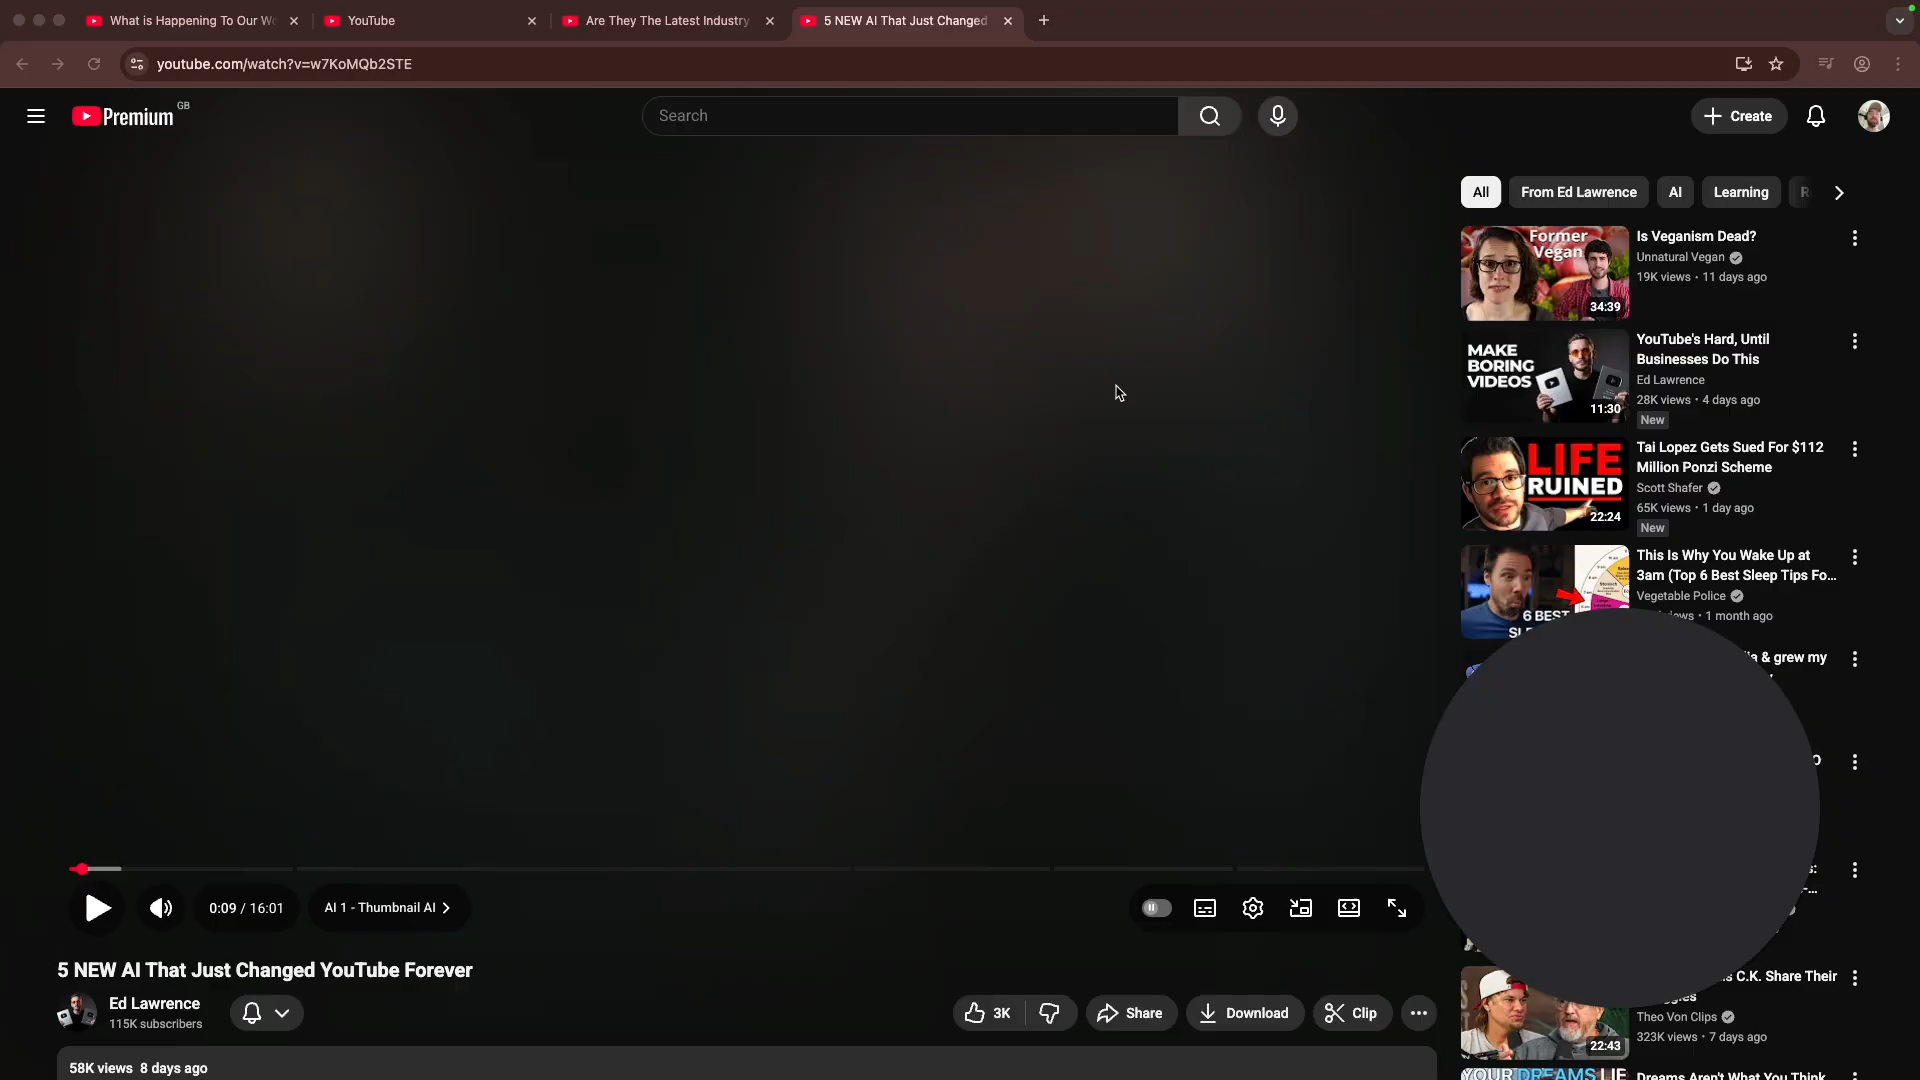 What is Happening To Our Wo
YouTube
Are They The Latest Industry
5 NEW AI That Just Changed
youtube.com/watch?v=w7KoMQb2STE
Premium GB
Search
Create
All
From Ed Lawrence
AI
Learning
Former Vegan
34:39
Is Veganism Dead?
Unnatural Vegan
19K views • 11 days ago
MAKE BORING VIDEOS
11:30
YouTube's Hard, Until
Businesses Do This
Ed Lawrence
28K views • 4 days ago
New
LIFE RUINED
22:24
Tai Lopez Gets Sued For $112
Million Ponzi Scheme
Scott Shafer
65K views • 1 day ago
New
6 BEST
This Is Why You Wake Up at
3am (Top 6 Best Sleep Tips Fo...
Vegetable Police
1 month ago
& grew my
0:09 / 16:01
AI 1 - Thumbnail AI
5 NEW AI That Just Changed YouTube Forever
Ed Lawrence
115K subscribers
3K
Share
Download
Clip
58K views 8 days ago
C.K. Share Their
Theo Von Clips
323K views • 7 days ago
22:43
YOUR DREAMS LIE
Dreams Aren't What You Think